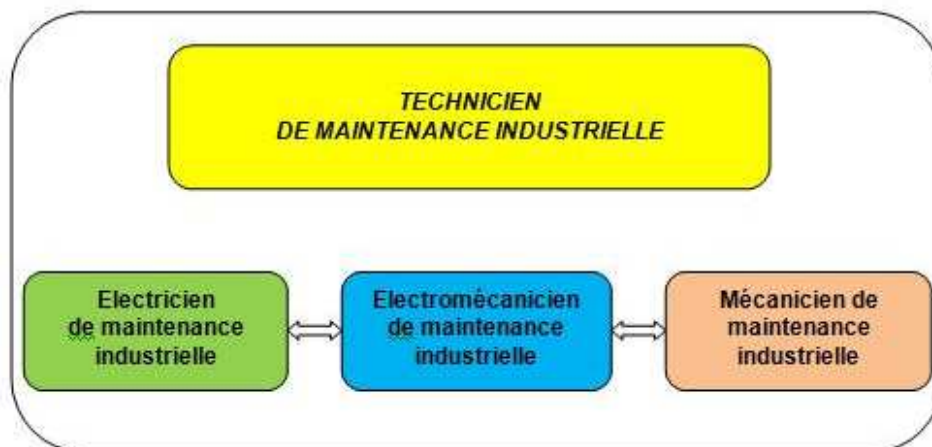 TECHNICIEN
DE MAINTENANCE INDUSTRIELLE
Electricien
de maintenance
industrielle
Electromécanicien
de maintenance
industrielle
Mécanicien de
maintenance
industrielle